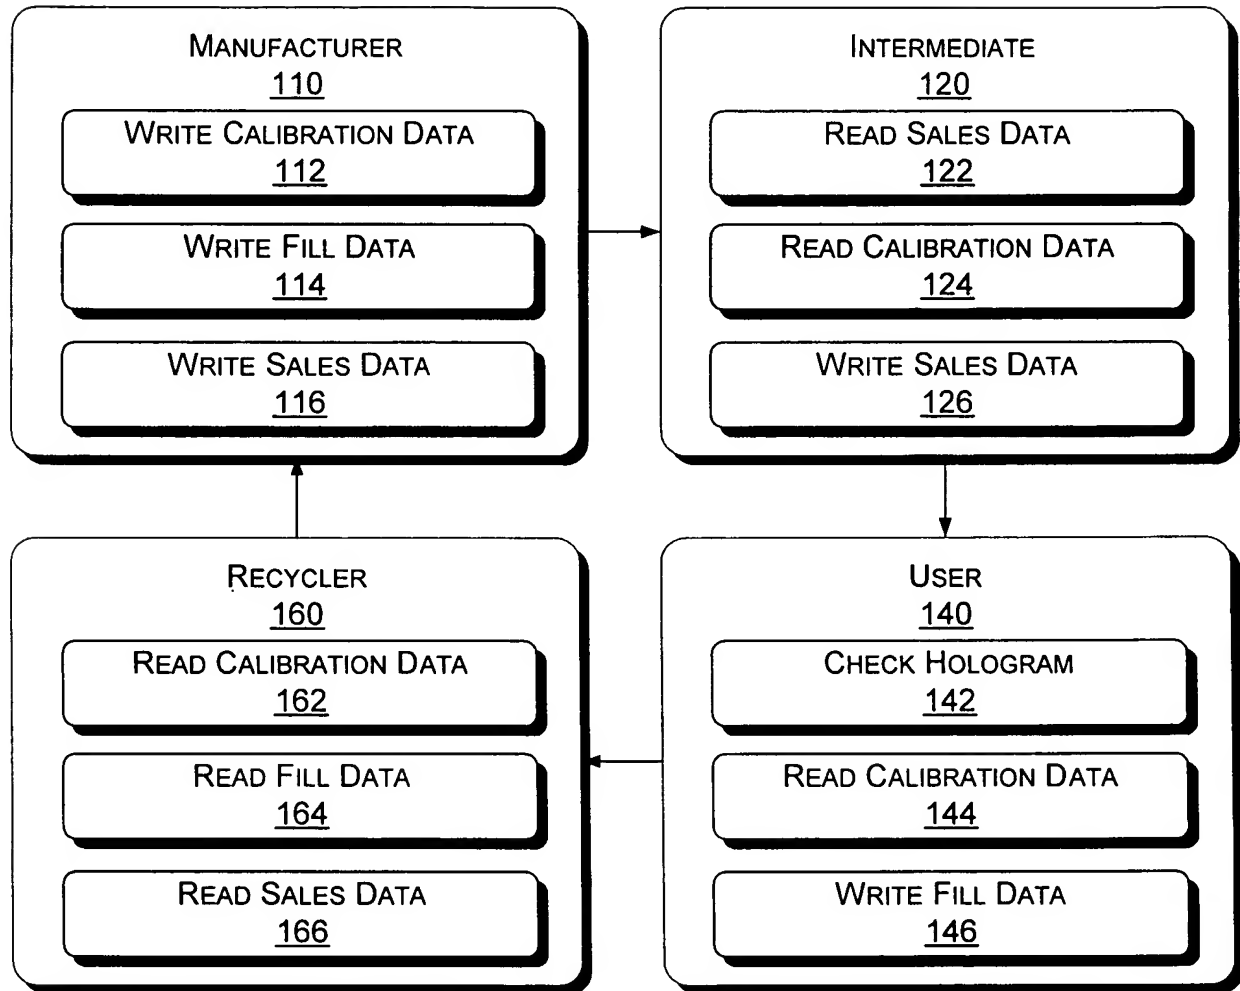 MANUFACTURER
110
WRITE CALIBRATION DATA
112
WRITE FILL DATA
114
WRITE SALES DATA
116
INTERMEDIATE
120
READ SALES DATA
122
READ CALIBRATION DATA
124
WRITE SALES DATA
126
RECYCLER
160
READ CALIBRATION DATA
162
READ FILL DATA
164
READ SALES DATA
166
USER
140
CHECK HOLOGRAM
142
READ CALIBRATION DATA
144
WRITE FILL DATA
146